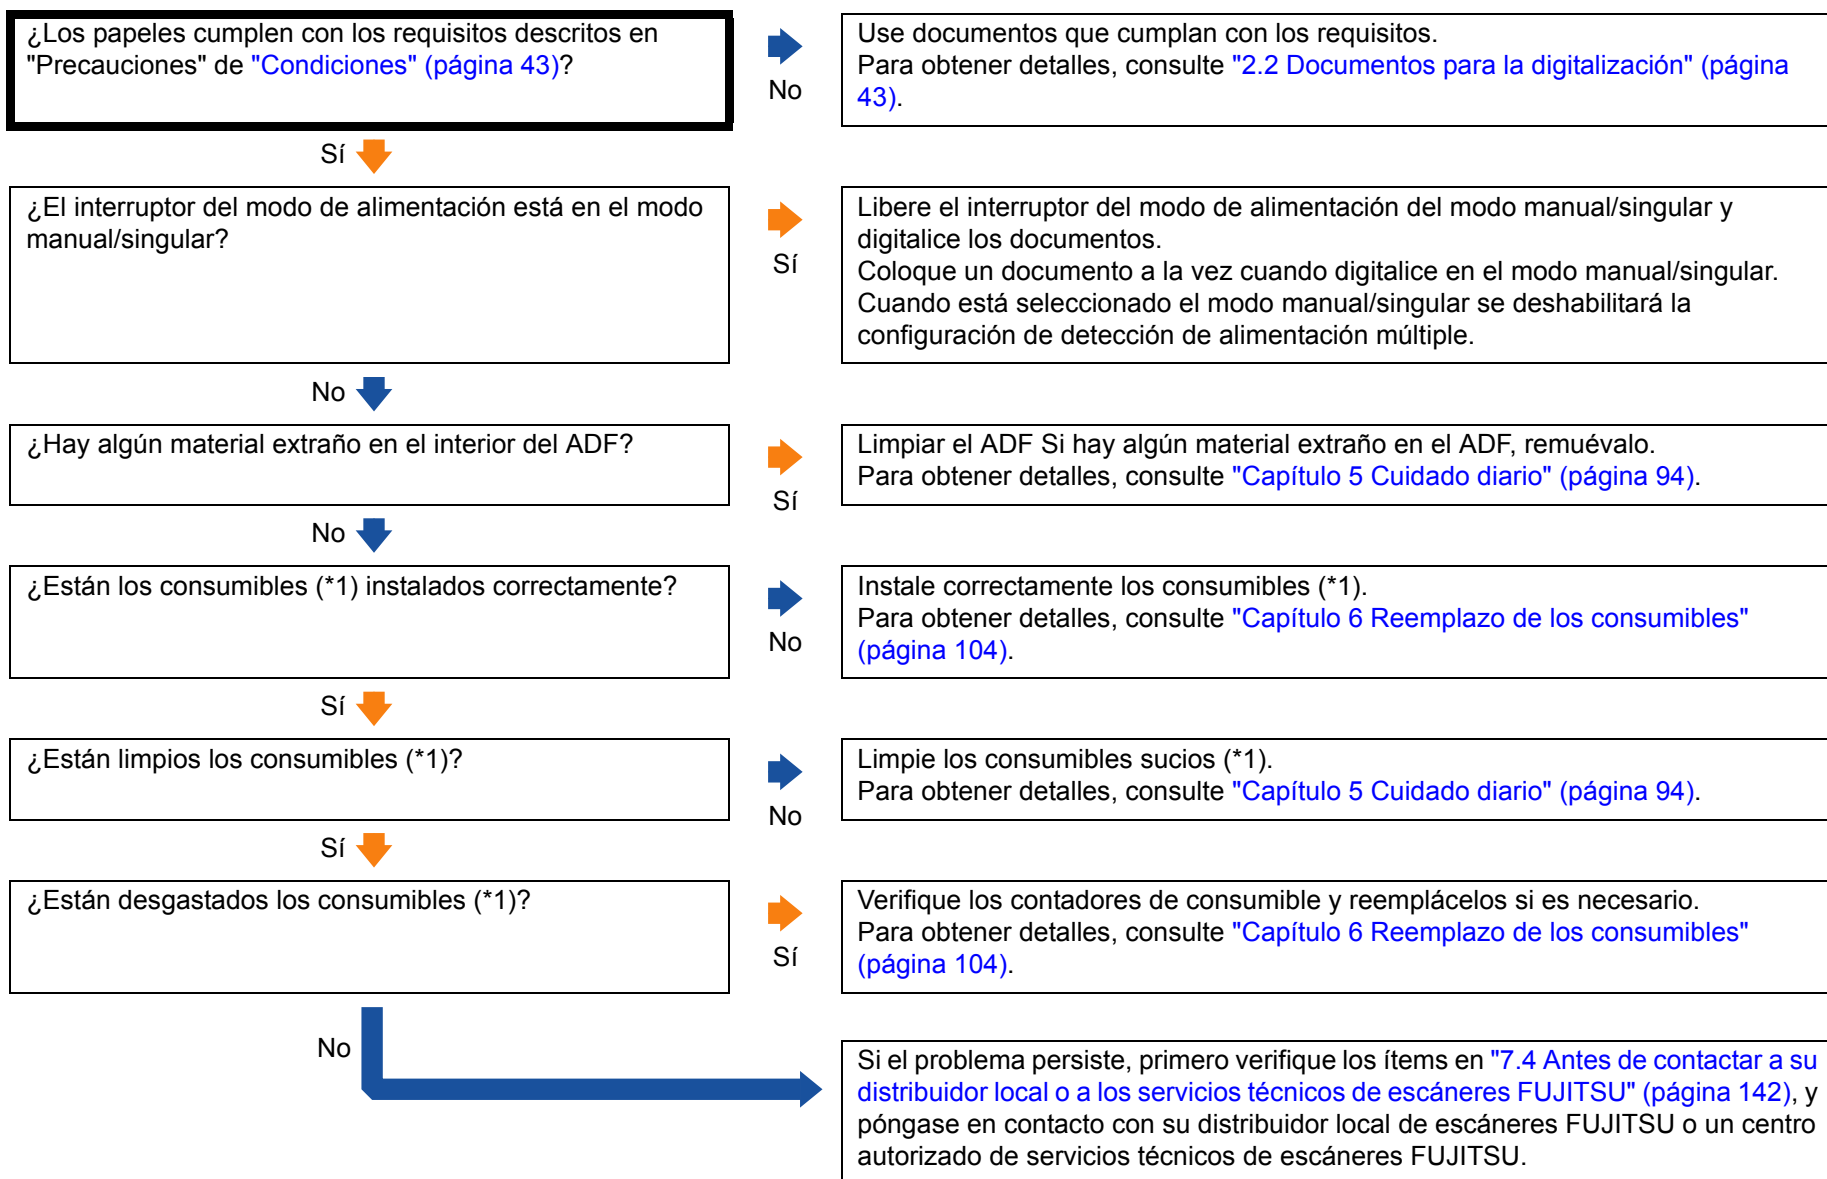 ¿Los papeles cumplen con los requisitos descritos en
"Precauciones" de "Condiciones" (página 43)?
No
Use documentos que cumplan con los requisitos.
Para obtener detalles, consulte "2.2 Documentos para la digitalización" (página
43).
Sí
¿El interruptor del modo de alimentación está en el modo
manual/singular?
Sí
Libere el interruptor del modo de alimentación del modo manual/singular y
digitalice los documentos.
Coloque un documento a la vez cuando digitalice en el modo manual/singular.
Cuando está seleccionado el modo manual/singular se deshabilitará la
configuración de detección de alimentación múltiple.
No
¿Hay algún material extraño en el interior del ADF?
Sí
Limpiar el ADF Si hay algún material extraño en el ADF, remuévalo.
Para obtener detalles, consulte "Capítulo 5 Cuidado diario" (página 94).
No
¿Están los consumibles (*1) instalados correctamente?
No
Instale correctamente los consumibles (*1).
Para obtener detalles, consulte "Capítulo 6 Reemplazo de los consumibles"
(página 104).
Sí
¿Están limpios los consumibles (*1)?
No
Limpie los consumibles sucios (*1).
Para obtener detalles, consulte "Capítulo 5 Cuidado diario" (página 94).
Sí
¿Están desgastados los consumibles (*1)?
Sí
Verifique los contadores de consumible y reemplácelos si es necesario.
Para obtener detalles, consulte "Capítulo 6 Reemplazo de los consumibles"
(página 104).
No
Si el problema persiste, primero verifique los ítems en "7.4 Antes de contactar a su
distribuidor local o a los servicios técnicos de escáneres FUJITSU" (página 142), y
póngase en contacto con su distribuidor local de escáneres FUJITSU o un centro
autorizado de servicios técnicos de escáneres FUJITSU.